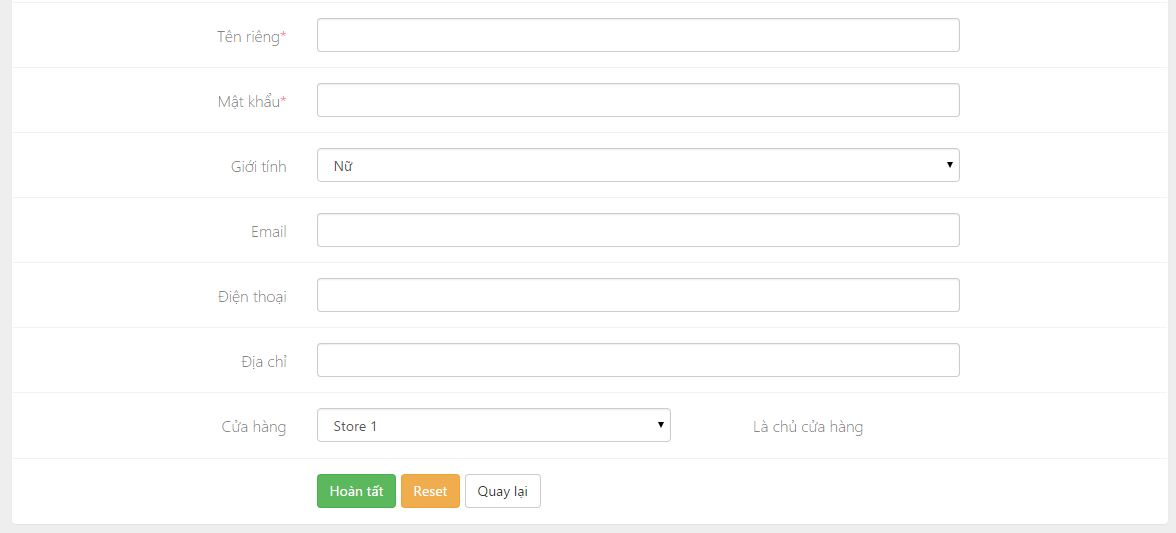 Tên riêng*
Mật khẩu*
Giới tính Nữ
Email
Điện thoại
Địa chỉ
Cửa hàng Store 1 Là chủ cửa hàng
Hoàn tất Reset Quay lại